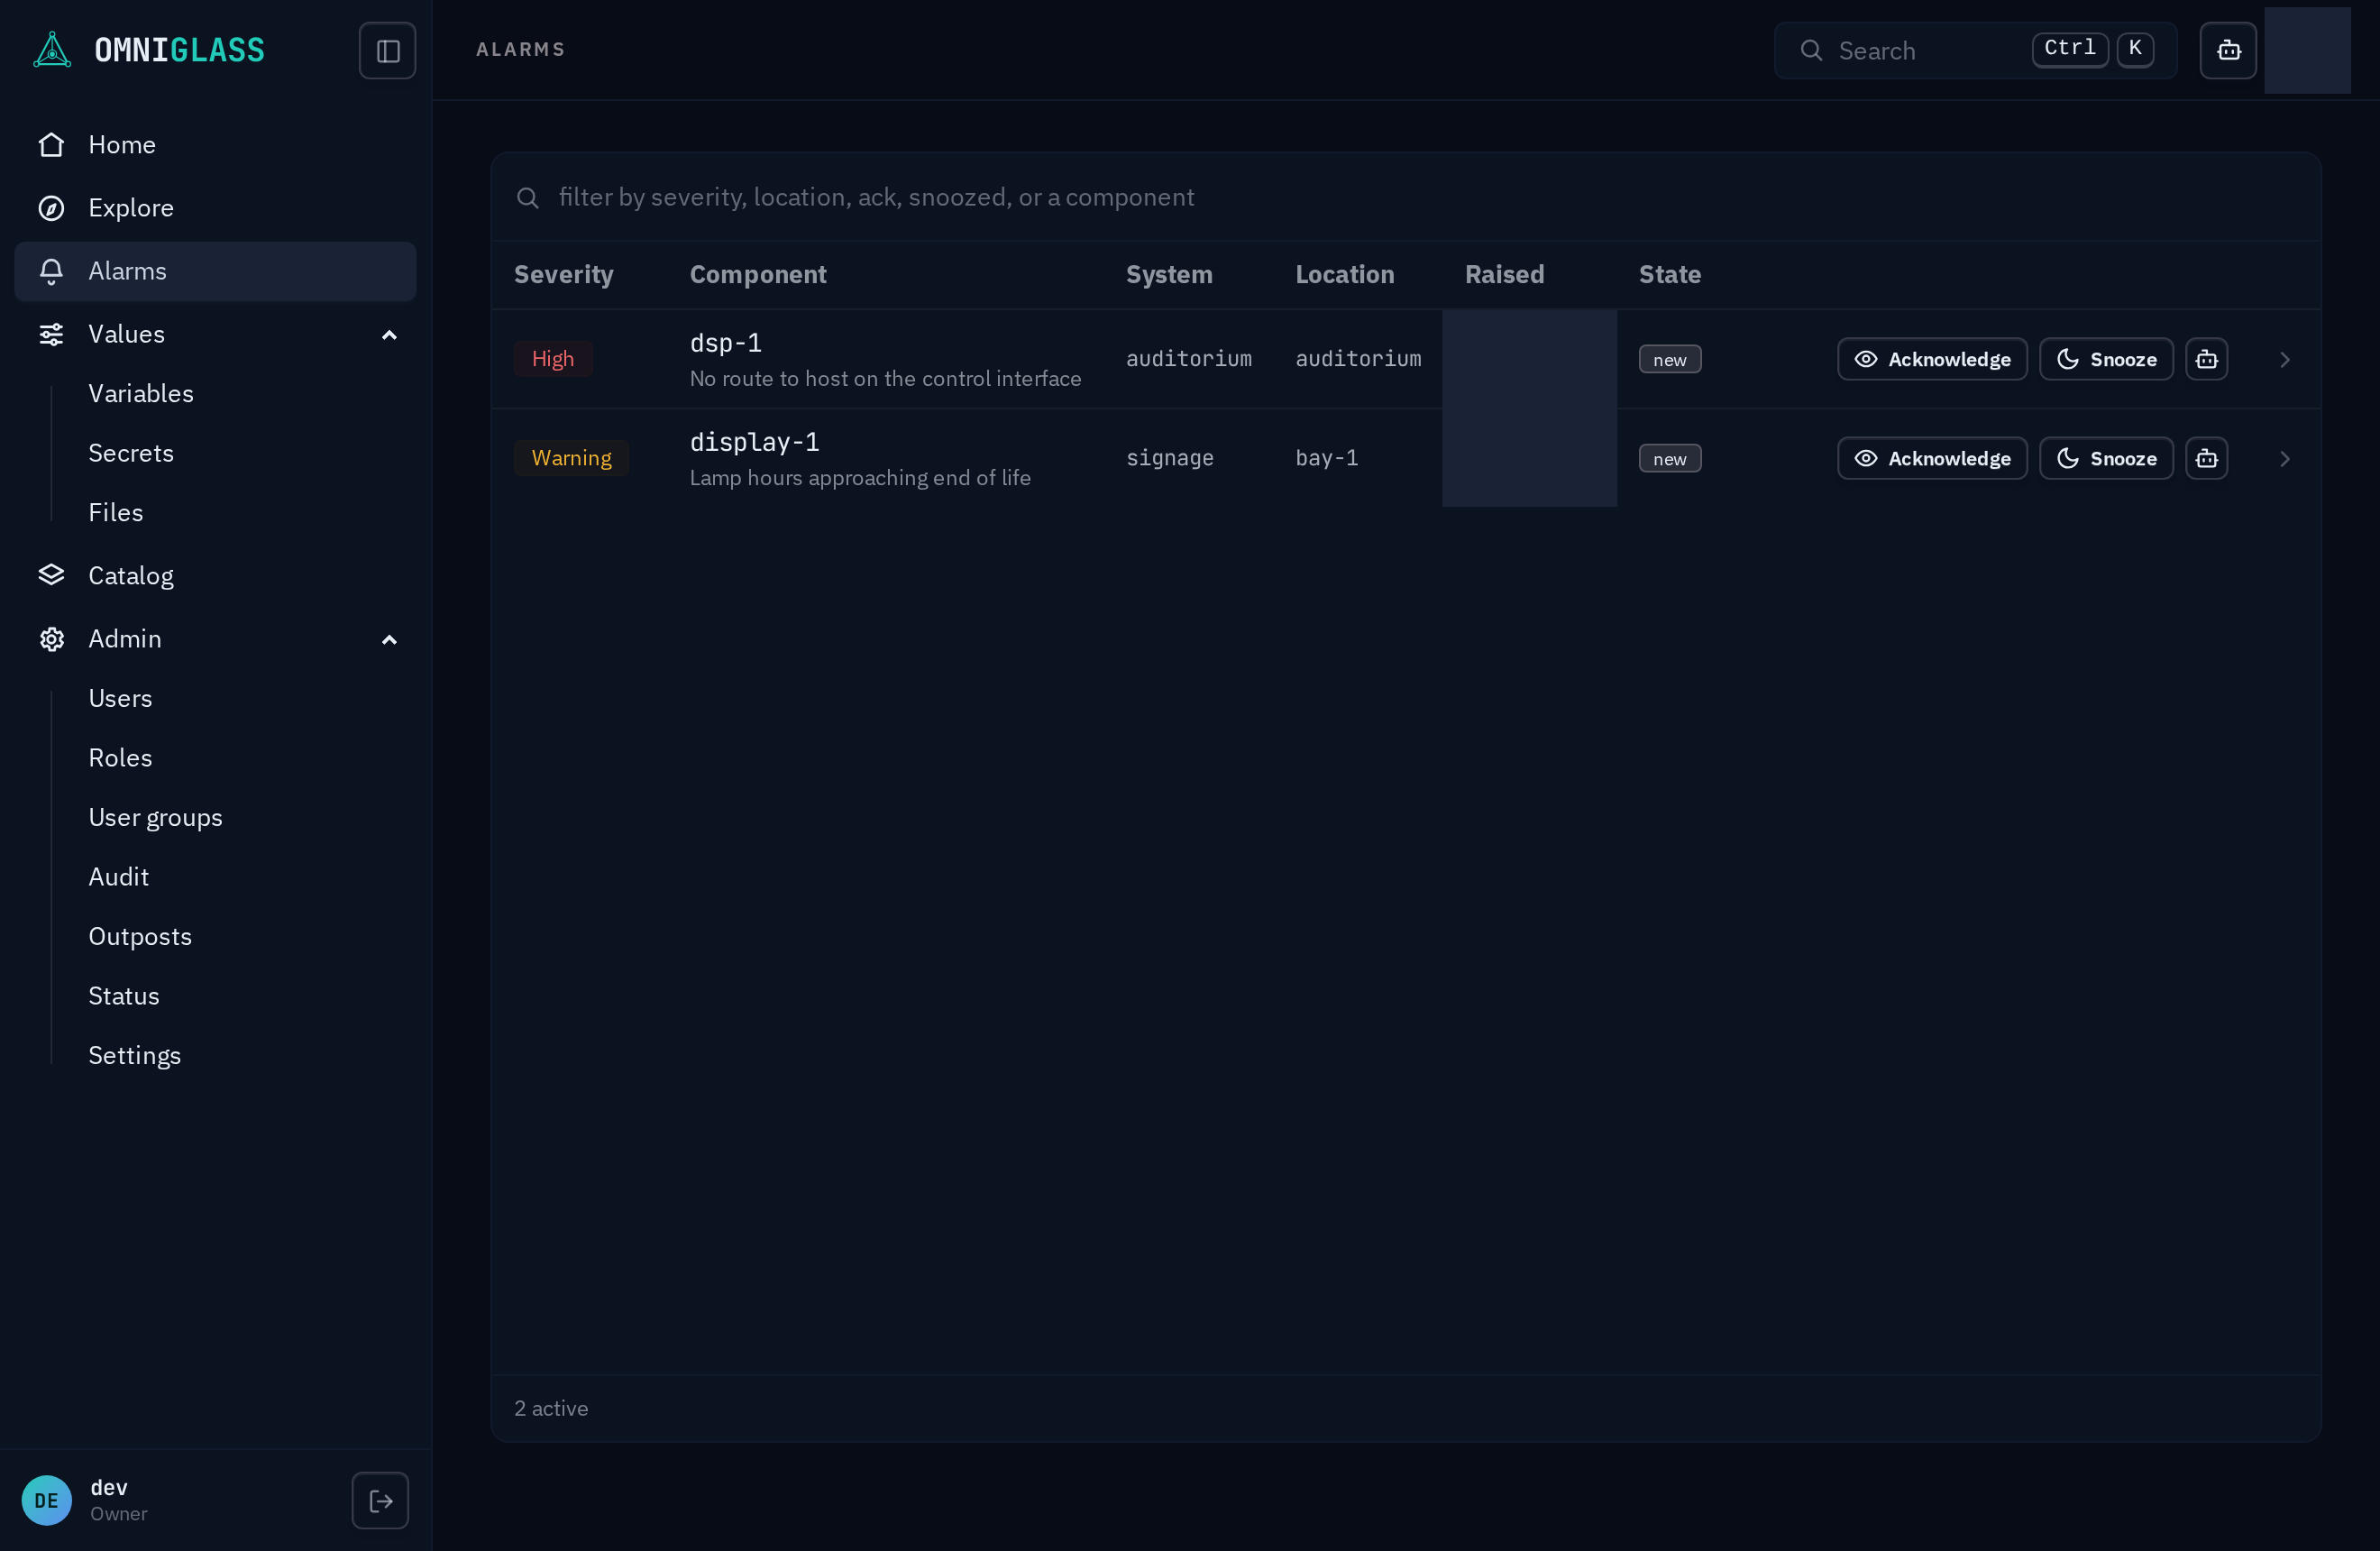 OMNIGLASS
ALARMS
Search
Ctrl K
Home
Explore
Alarms
Values
Variables
Secrets
Files
Catalog
Admin
Users
Roles
User groups
Audit
Outposts
Status
Settings
DE
dev
Owner
filter by severity, location, ack, snoozed, or a component
Severity Component System Location Raised State
High dsp-1 auditorium auditorium new Acknowledge Snooze
No route to host on the control interface
Warning display-1 signage bay-1 new Acknowledge Snooze
Lamp hours approaching end of life
2 active